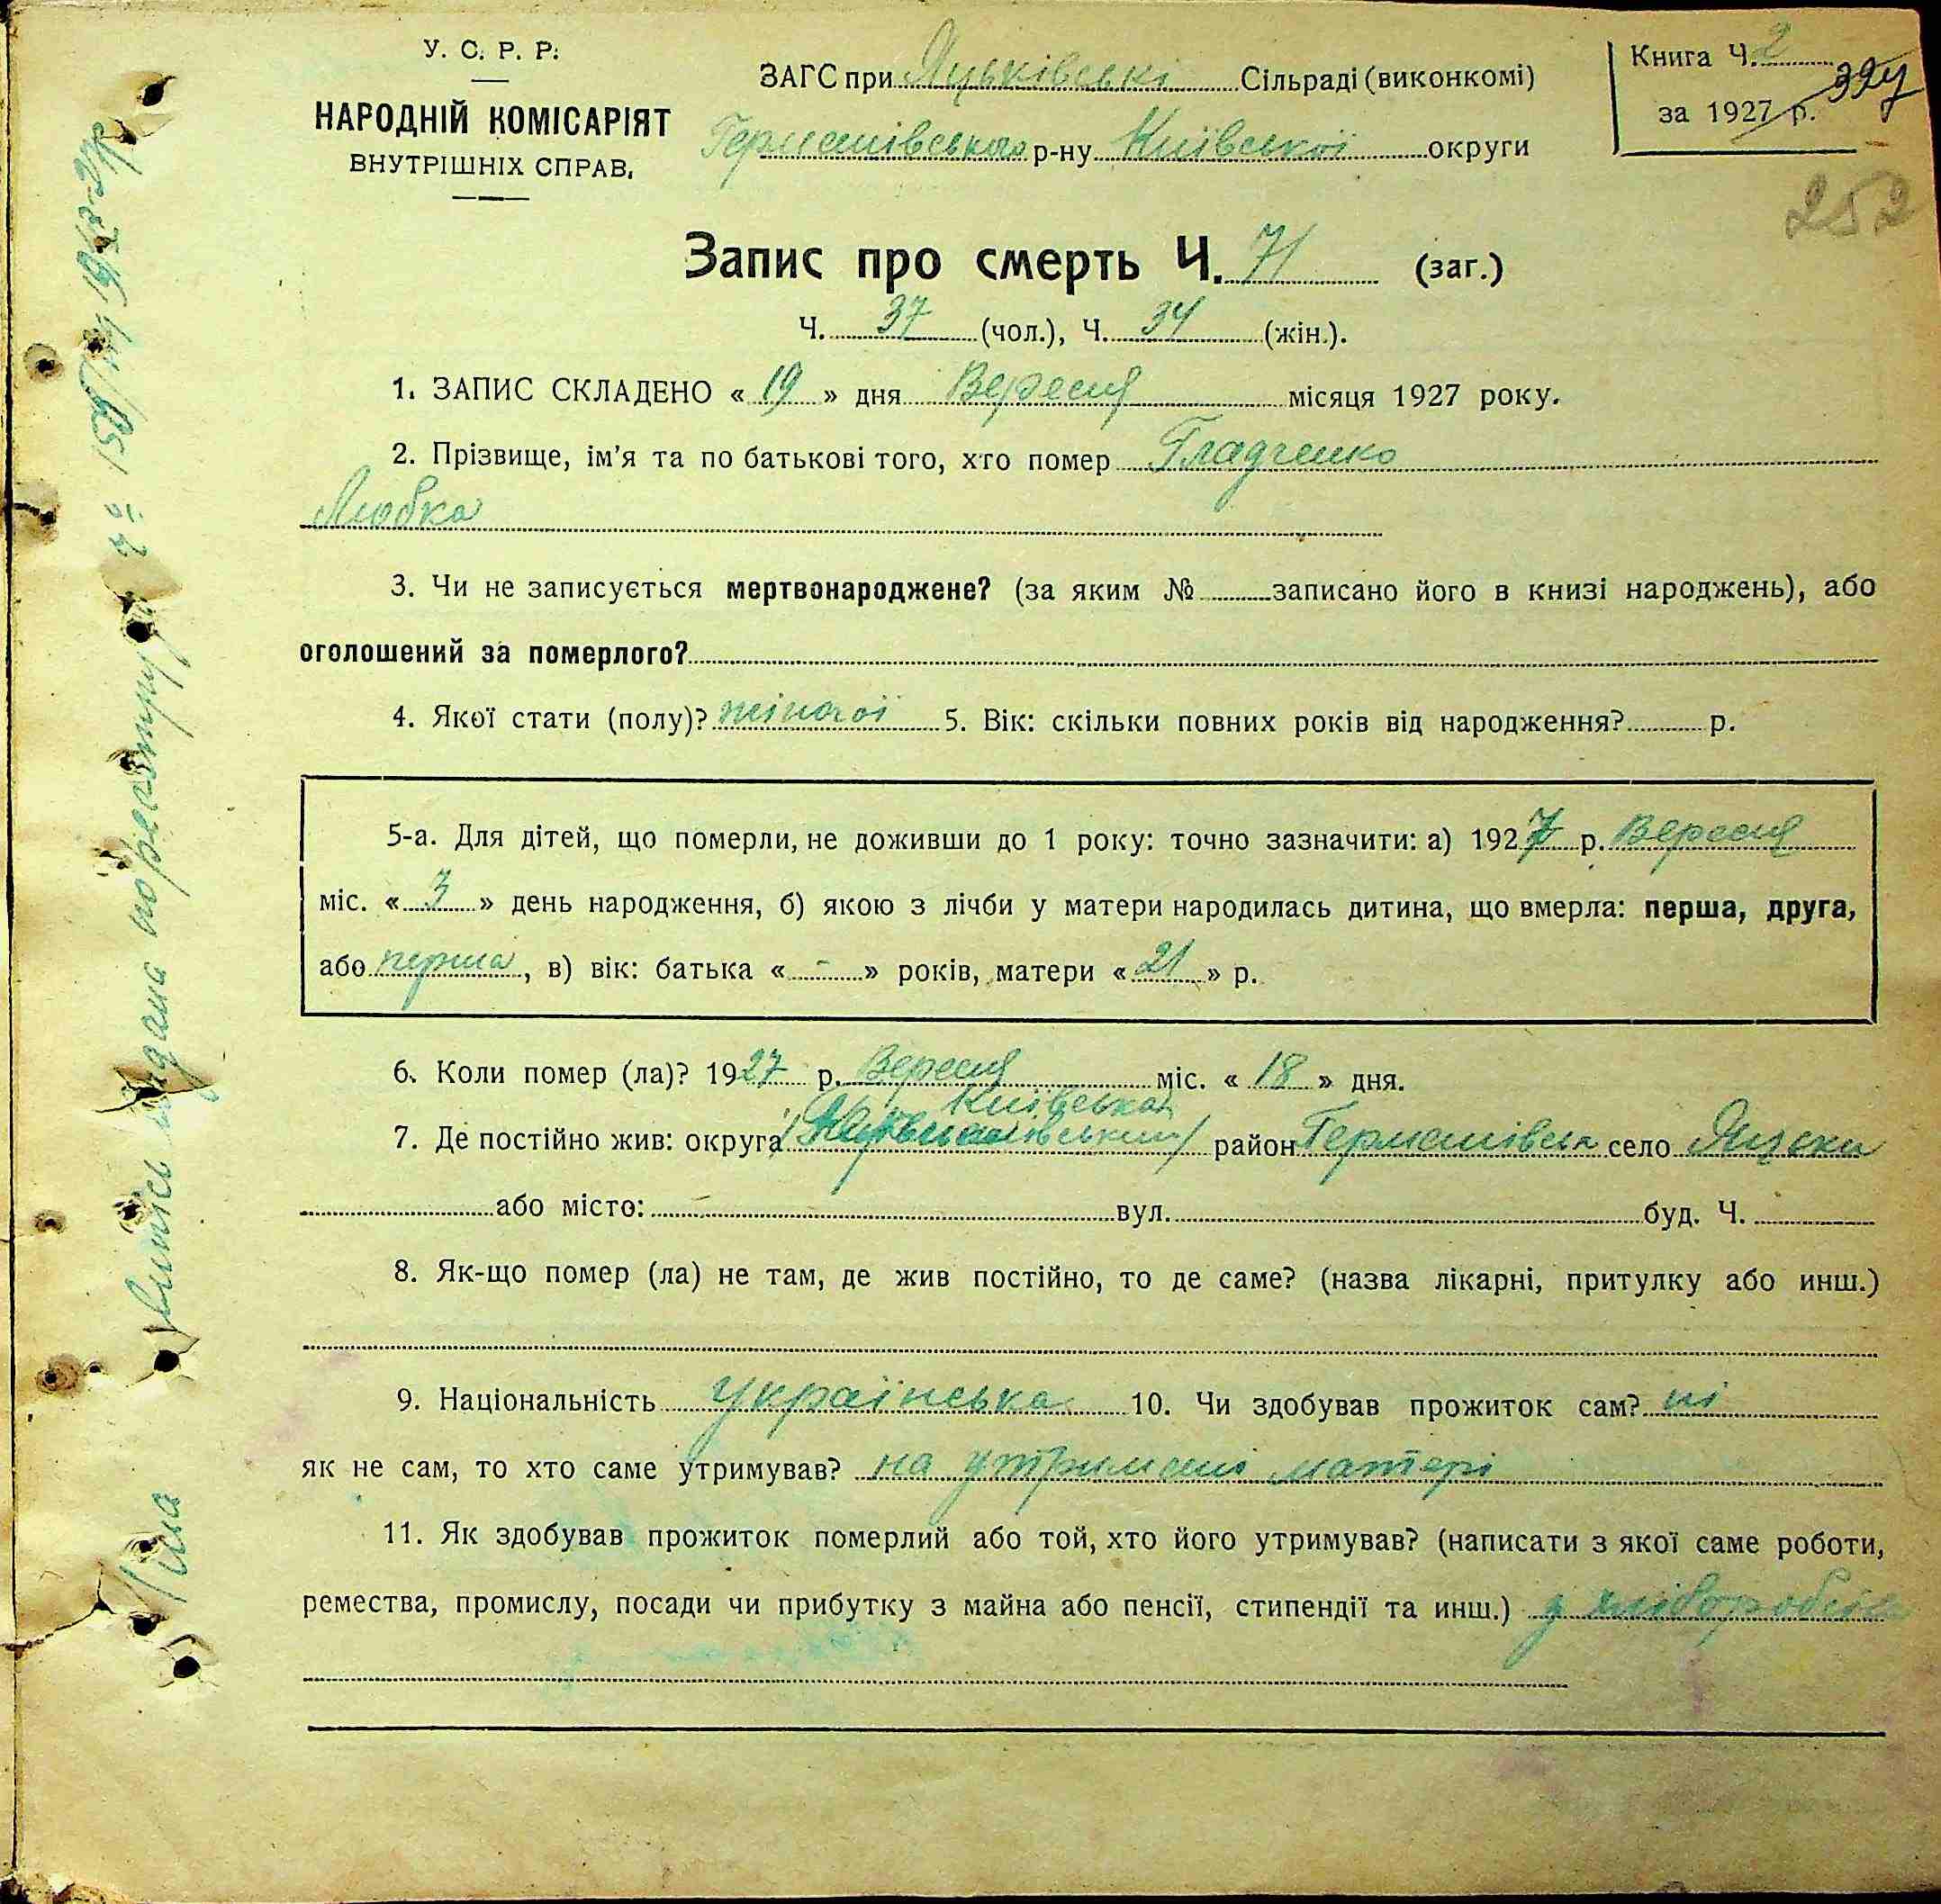 У. С. Р. Р.
НАРОДНІЙ КОМІСАРІЯТ
ВНУТРІШНІХ СПРАВ.
ЗАГС при Яцьківські Сільраді (виконкомі)
Германівського р-ну Київської округи
Книга Ч. 2
за 1927 р.
252
Запис про смерть Ч. 71 (заг.)
Ч. 37 (чол.), Ч. 34 (жін.).
1. ЗАПИС СКЛАДЕНО « 19 » дня Вересня місяця 1927 року.
2. Прізвище, ім'я та по батькові того, хто помер Гладченко
Любка
3. Чи не записується мертвонароджене? (за яким № записано його в книзі народжень), або
оголошений за померлого?
4. Якої стати (полу)? жіночої 5. Вік: скільки повних років від народження? р.
5-а. Для дітей, що померли, не доживши до 1 року: точно зазначити: а) 1927 р. Вересня
міс. « 3 » день народження, б) якою з лічби у матери народилась дитина, що вмерла: перша, друга,
або перша, в) вік: батька « - » років, матери « 21 » р.
6. Коли помер (ла)? 1927 р. Вересня міс. « 18 » дня.
Київська
7. Де постійно жив: округа район Германівськ село Яцьки
або місто: вул. буд. Ч.
8. Як-що помер (ла) не там, де жив постійно, то де саме? (назва лікарні, притулку або инш.)
9. Національність українська 10. Чи здобував прожиток сам? ні
як не сам, то хто саме утримував? на утримані матері
11. Як здобував прожиток померлий або той, хто його утримував? (написати з якої саме роботи,
ремества, промислу, посади чи прибутку з майна або пенсії, стипендії та инш.) з